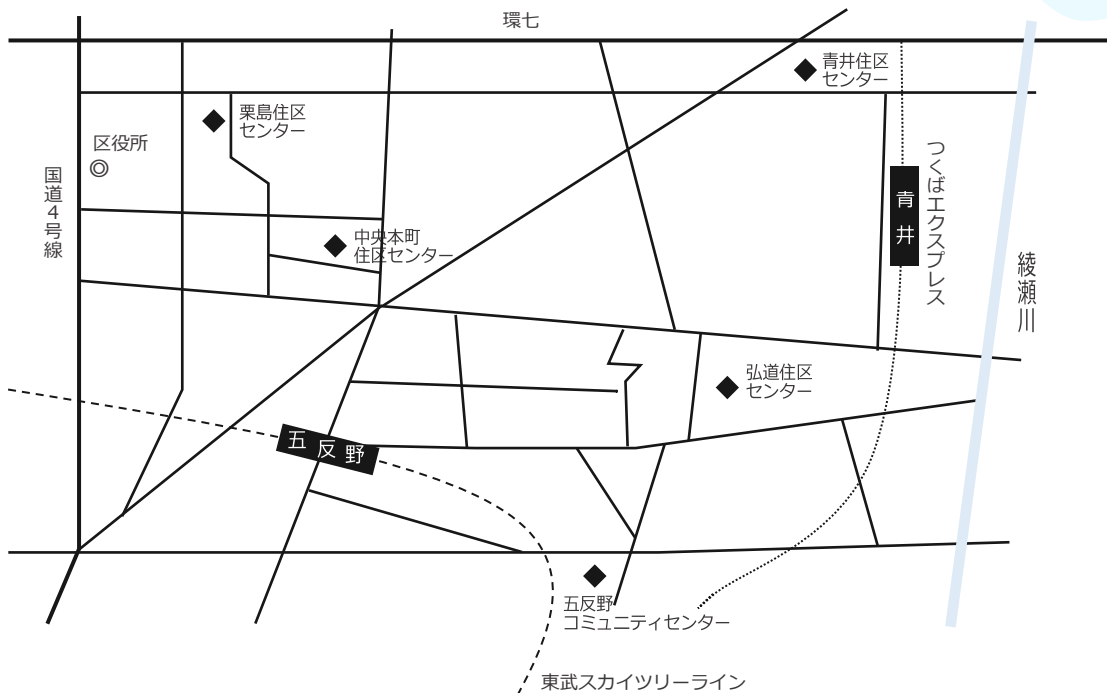 環七
青井住区
センター
栗島住区
センター
区役所
国道4号線
つくばエクスプレス
青井
中央本町
住区センター
綾瀬川
弘道住区
センター
五反野
五反野
コミュニティセンター
東武スカイツリーライン